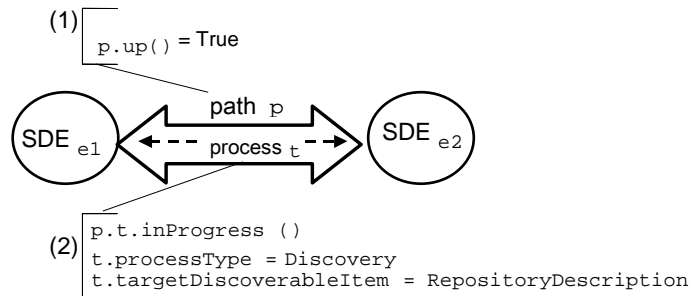 (1)
p.up() = True
path p
SDE e1
process t
SDE e2
(2)
p.t.inProgress ()
t.processType = Discovery
t.targetDiscoverableItem = RepositoryDescription